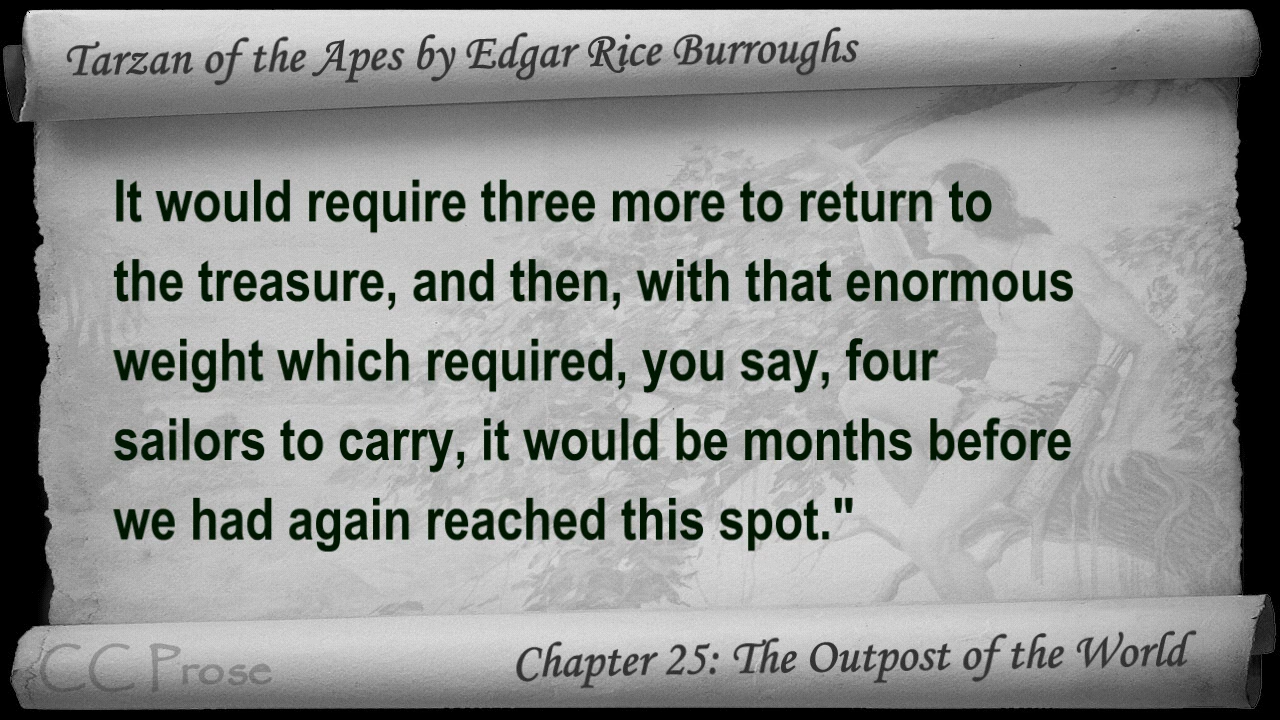 Tarzan of the Apes by Edgar Rice Burroughs
It would require three more to return to
the treasure, and then, with that enormous
weight which required, you say, four
sailors to carry, it would be months before
we had again reached this spot."
CC Prose
Chapter 25: The Outpost of the World